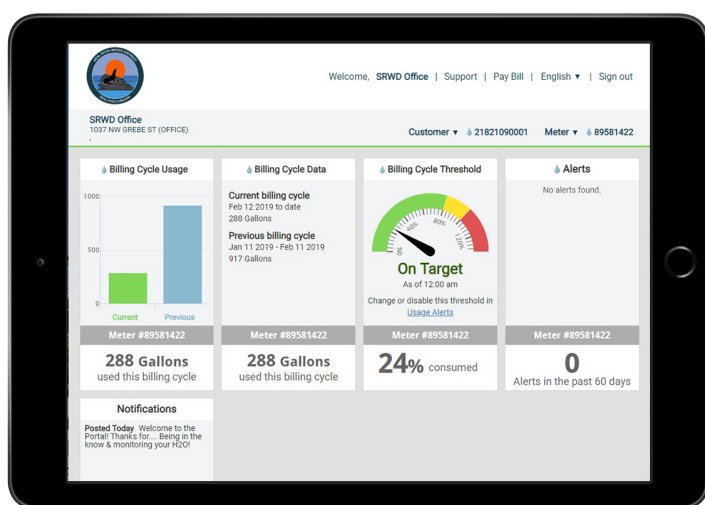 Welcome, SRWD Office | Support | Pay Bill | English ▾ | Sign out
SRWD Office
1037 NW GREBE ST (OFFICE)
Customer ▾ 21821090001 Meter ▾ 89581422
Billing Cycle Usage
1000
500
0
Current Previous
Meter #89581422
288 Gallons
used this billing cycle
Billing Cycle Data
Current billing cycle
Feb 12 2019 to date
288 Gallons
Previous billing cycle
Jan 11 2019 - Feb 11 2019
917 Gallons
Meter #89581422
288 Gallons
used this billing cycle
Billing Cycle Threshold
0% 40% 80% 120%
On Target
As of 12:00 am
Change or disable this threshold in
Usage Alerts
Meter #89581422
24% consumed
Alerts
No alerts found.
Meter #89581422
0
Alerts in the past 60 days
Notifications
Posted Today Welcome to the
Portal! Thanks for.... Being in the
know & monitoring your H2O!